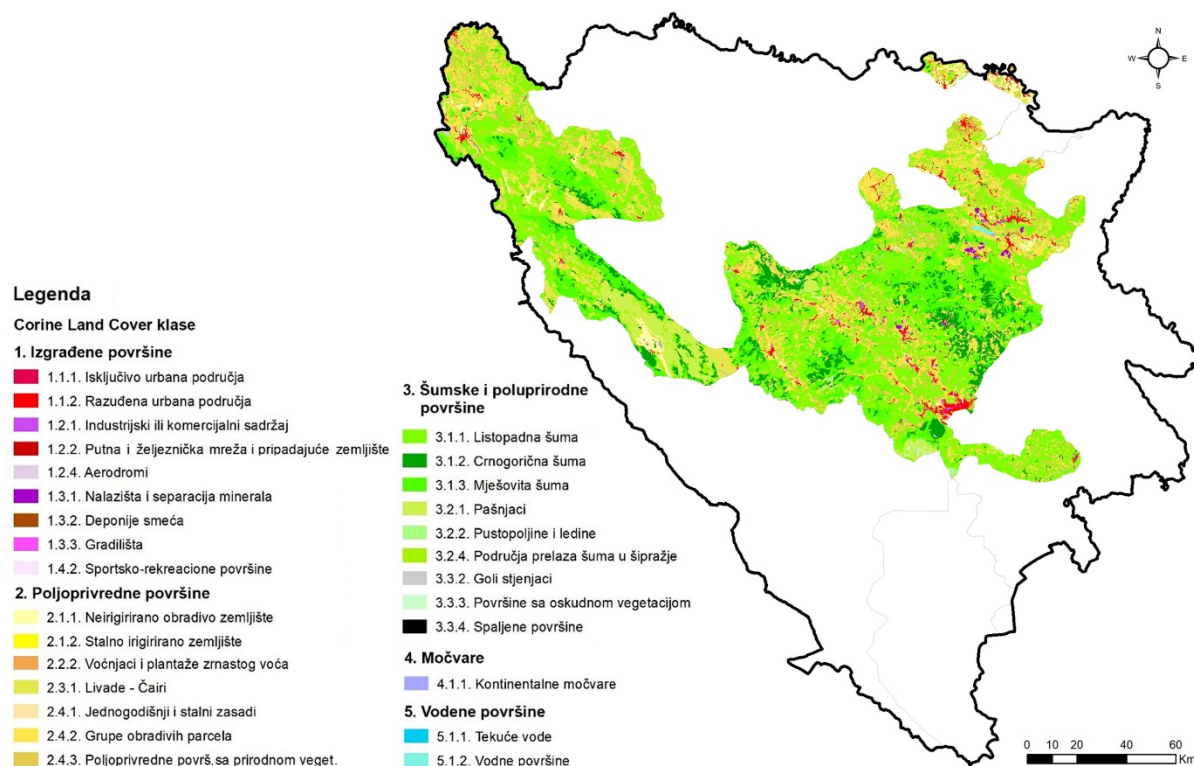 Legenda
Corine Land Cover klase
1. Izgrađene površine
1.1.1. Isključivo urbana područja
1.1.2. Razuđena urbana područja
1.2.1. Industrijski ili komercijalni sadržaj
1.2.2. Putna i željeznička mreža i pripadajuće zemljište
1.2.4. Aerodromi
1.3.1. Nalazišta i separacija minerala
1.3.2. Deponije smeća
1.3.3. Gradilišta
1.4.2. Sportsko-rekreacione površine
2. Poljoprivredne površine
2.1.1. Neirigirirano obradivo zemljište
2.1.2. Stalno irigirirano zemljište
2.2.2. Voćnjaci i plantaže zrnastog voća
2.3.1. Livade - Čairi
2.4.1. Jednogodišnji i stalni zasadi
2.4.2. Grupe obradivih parcela
2.4.3. Poljoprivredne površ.sa prirodnom veget.
3. Šumske i poluprirodne
površine
3.1.1. Listopadna šuma
3.1.2. Crnogorična šuma
3.1.3. Mješovita šuma
3.2.1. Pašnjaci
3.2.2. Pustopoljine i ledine
3.2.4. Područja prelaza šuma u šipražje
3.3.2. Goli stjenjaci
3.3.3. Površine sa oskudnom vegetacijom
3.3.4. Spaljene površine
4. Močvare
4.1.1. Kontinentalne močvare
5. Vodene površine
5.1.1. Tekuće vode
5.1.2. Vodne površine
N
W E
S
0 10 20 40 60
Km